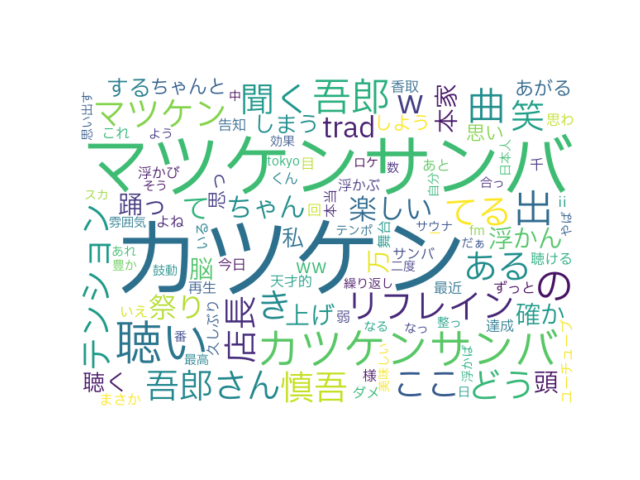 するちゃんと
聞く
吾郎
w
曲
笑
本家
香取
あがる
思い出す
マツケン
中
これ
よう
告知
しまう
効果
trad
しよう
思い
思わ
マツケンサンバ
浮かび
そう
思っ
tokyo
くん
目
ロケ
数
あと
自分
日本人
合っ
千
スカ
雰囲気
踊っ
て
ちゃん
浮かぶ
本当
楽しい
てる
出
ii
やば
テンション
よね
いる
私
回
テンポ
舞台
サウナ
fm
だぁ
浮かん
カツケン
あれ
豊か
鼓動
脳
今日
ww
万
サンバ
二度
ある
聴ける
の
再生
天才的
繰り返し
最近
ずっと
聴い
いえ
祭り
店長
久しぶり
き
上げ
弱
リフレイン
確か
番
最高
なる
なっ
整っ
達成
カツケンサンバ
ユーチューブ
聴く
まさか
吾郎さん
慎吾
様
ダメ
美味しい
ここ
日
浮かば
どう
頭